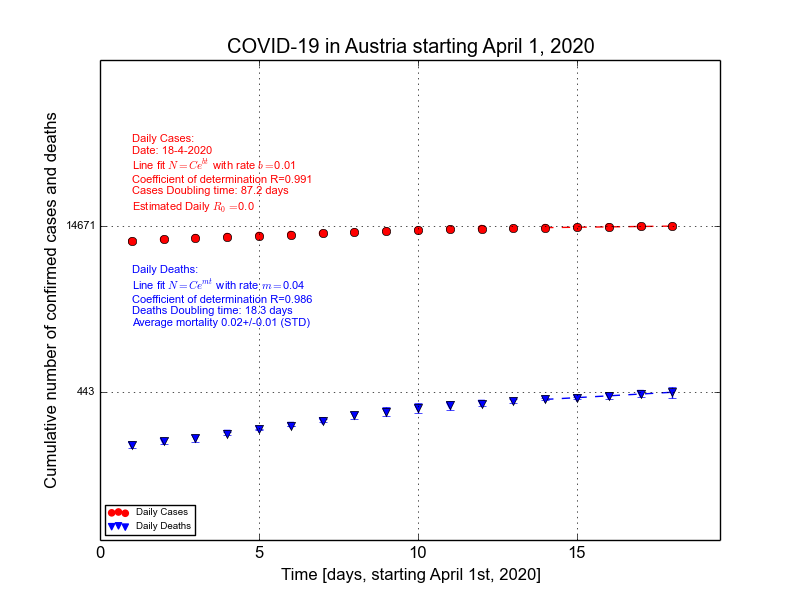 COVID-19 in Austria starting April 1, 2020
Cumulative number of confirmed cases and deaths
Daily Cases:
Date: 18-4-2020
Line fit N = Ce^{bt} with rate b =0.01
Coefficient of determination R=0.991
Cases Doubling time: 87.2 days
Estimated Daily R_0 =0.0
14671
Daily Deaths:
Line fit N = Ce^{mt} with rate m =0.04
Coefficient of determination R=0.986
Deaths Doubling time: 18.3 days
Average mortality 0.02+/-0.01 (STD)
443
Daily Cases
Daily Deaths
0 5 10 15
Time [days, starting April 1st, 2020]